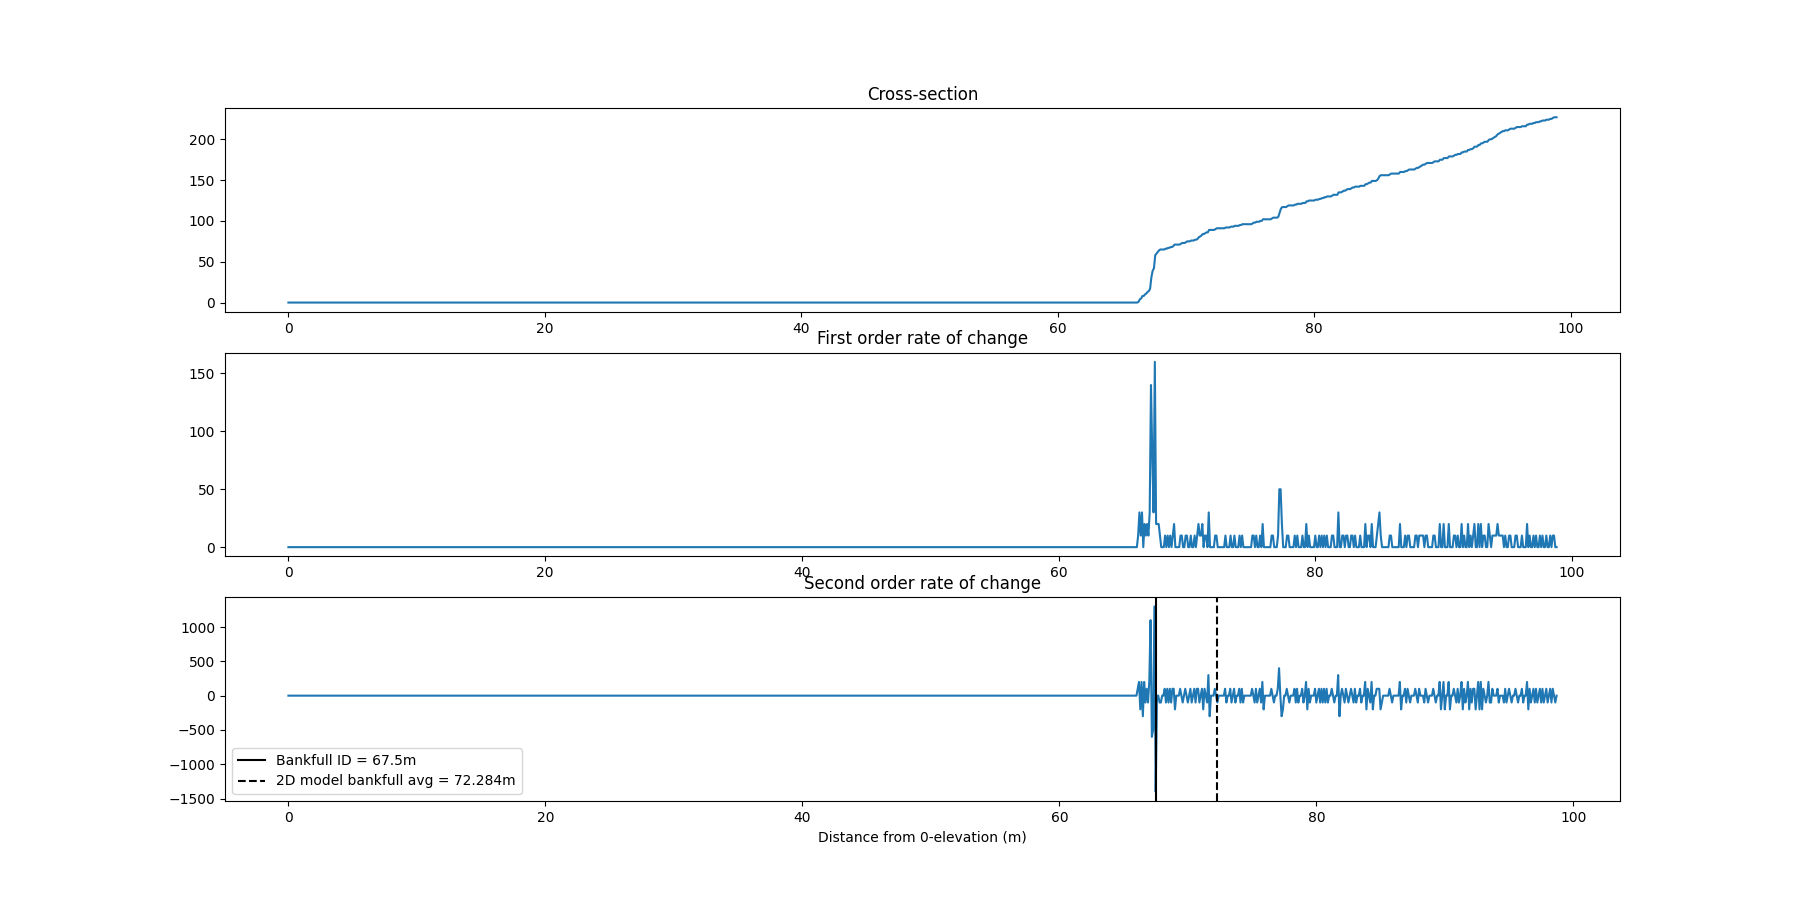 Cross-section
200
150
100
50
0
0 20 40 60 80 100
First order rate of change
150
100
50
0
0 20 40 60 80 100
Second order rate of change
1000
500
0
−500
−1000
−1500
Bankfull ID = 67.5m
2D model bankfull avg = 72.284m
0 20 40 60 80 100
Distance from 0-elevation (m)